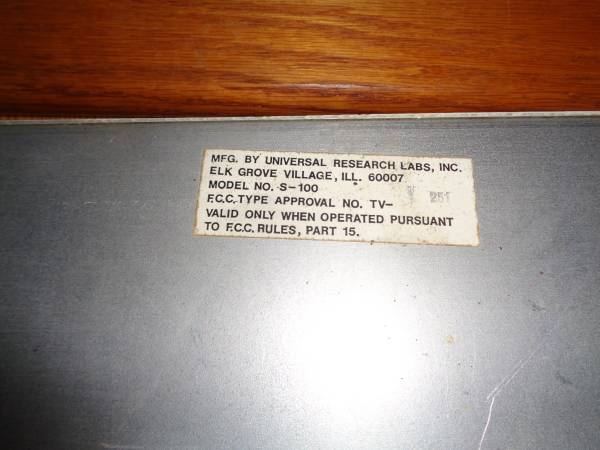 MFG. BY UNIVERSAL RESEARCH LABS, INC.
ELK GROVE VILLAGE, ILL. 60007
MODEL NO. S-100
F.C.C. TYPE APPROVAL NO. TV- 251
VALID ONLY WHEN OPERATED PURSUANT
TO F.C.C. RULES, PART 15.